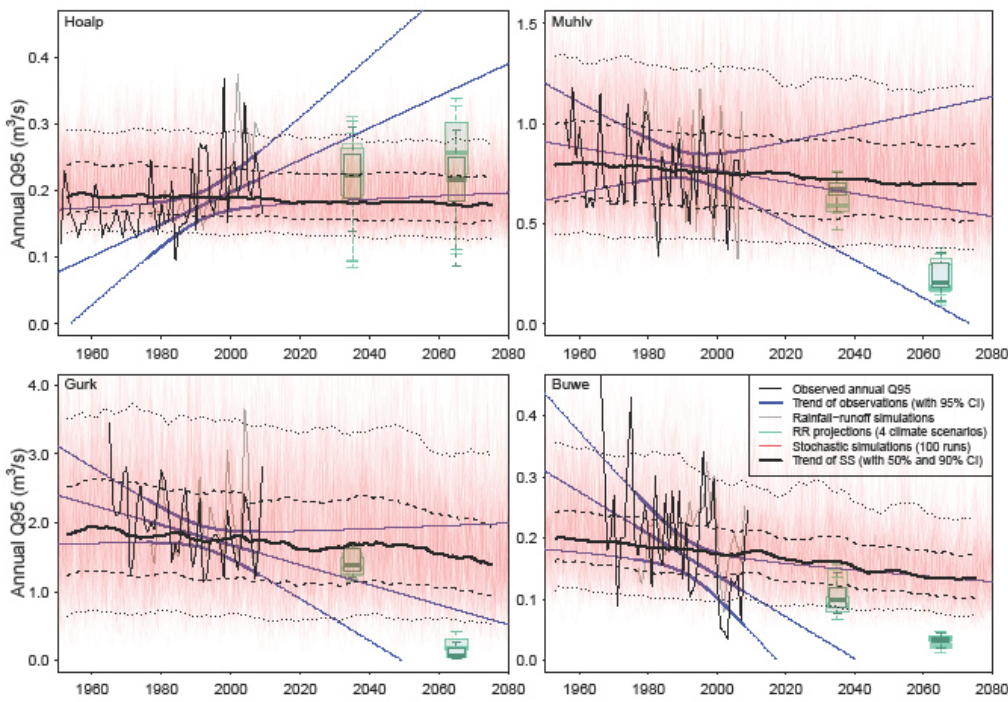 Hoalp
Annual Q95 (m³/s)
0.4
0.3
0.2
0.1
0.0
1960 1980 2000 2020 2040 2060 2080
Muhlv
1.5
1.0
0.5
0.0
1960 1980 2000 2020 2040 2060 2080
Gurk
Annual Q95 (m³/s)
4.0
3.0
2.0
1.0
0.0
1960 1980 2000 2020 2040 2060 2080
Buwe
0.4
0.3
0.2
0.1
0.0
1960 1980 2000 2020 2040 2060 2080
Observed annual Q95
Trend of observations (with 95% CI)
Rainfall-runoff simulations
RR projections (4 climate scenarios)
Stochastic simulations (100 runs)
Trend of SS (with 50% and 90% CI)